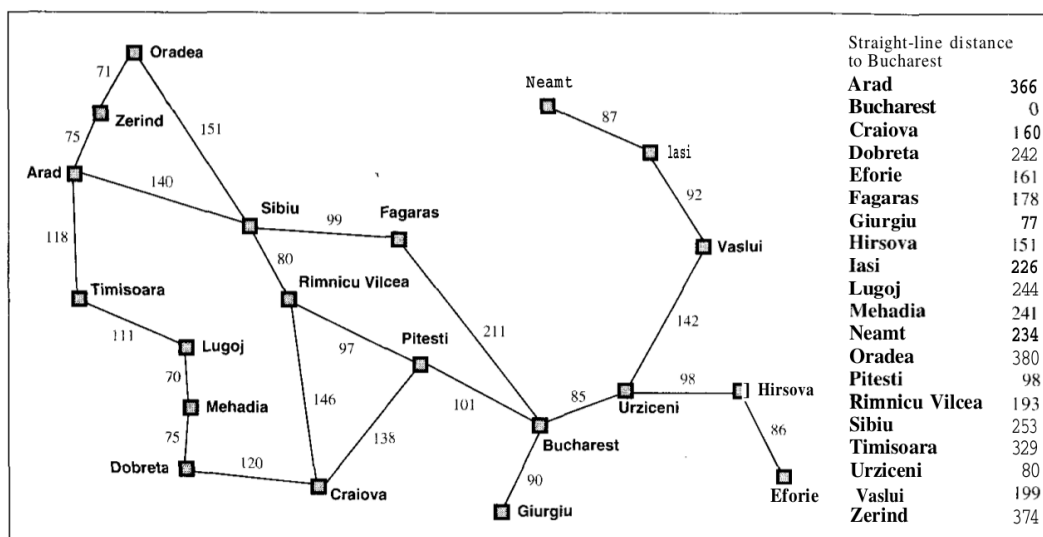 Oradea
71
Neamt
87
Zerind
151
75
Iasi
Arad
140
92
Sibiu
99
Fagaras
118
80
Vaslui
Timisoara
Rimnicu Vilcea
142
111
211
Lugoj
97
Pitesti
70
98
Hirsova
146
85
Mehadia
101
Urziceni
86
138
75
Bucharest
120
90
Dobreta
Craiova
Eforie
Giurgiu
Straight-line distance
to Bucharest
Arad 366
Bucharest 0
Craiova 160
Dobreta 242
Eforie 161
Fagaras 178
Giurgiu 77
Hirsova 151
Iasi 226
Lugoj 244
Mehadia 241
Neamt 234
Oradea 380
Pitesti 98
Rimnicu Vilcea 193
Sibiu 253
Timisoara 329
Urziceni 80
Vaslui 199
Zerind 374